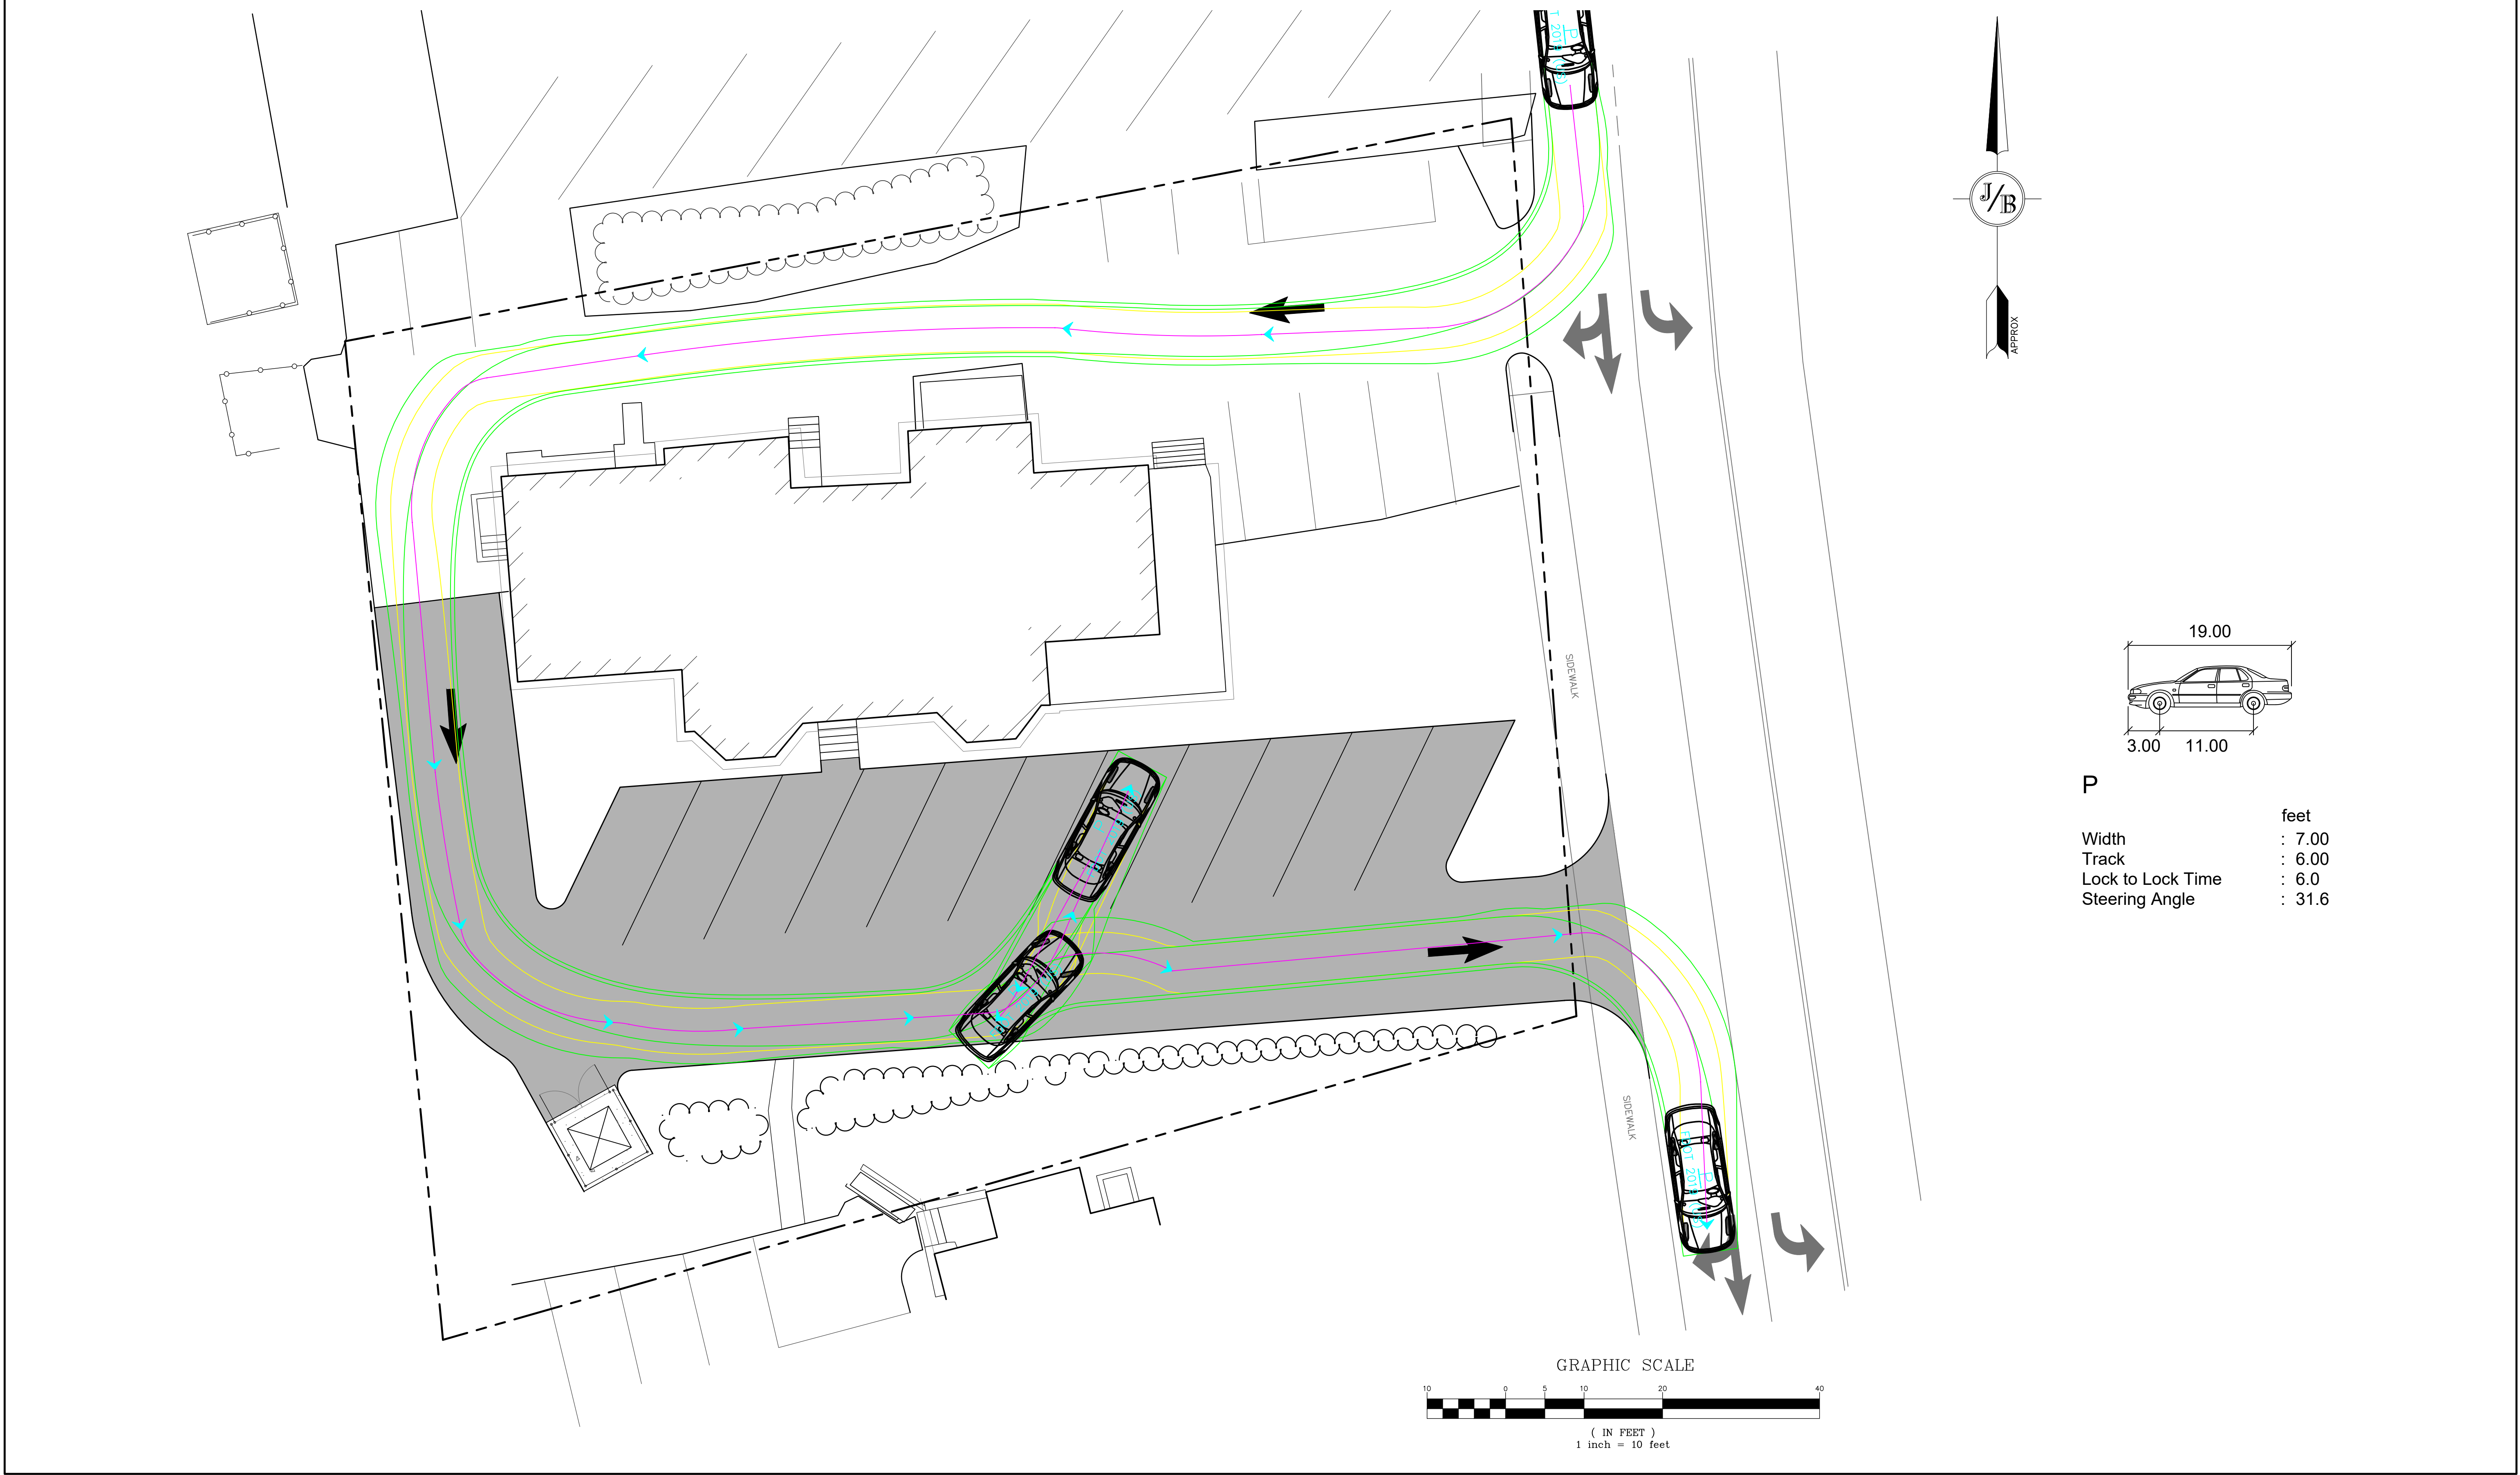 J/B
APPROX
SIDEWALK
19.00
3.00
11.00
P
feet
Width : 7.00
Track : 6.00
Lock to Lock Time : 6.0
Steering Angle : 31.6
SIDEWALK
P
GRAPHIC SCALE
10 0 5 10 20 40
( IN FEET )
1 inch = 10 feet